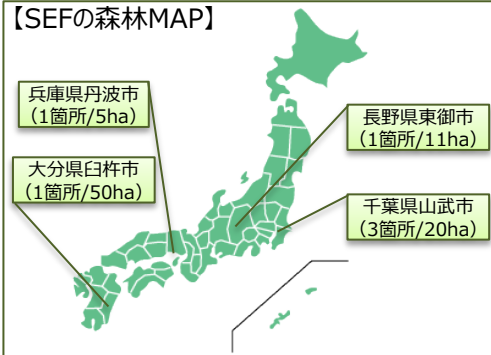 【SEFの森林MAP】
兵庫県丹波市
（1箇所/5ha）
長野県東御市
（1箇所/11ha）
大分県臼杵市
（1箇所/50ha）
千葉県山武市
（3箇所/20ha）